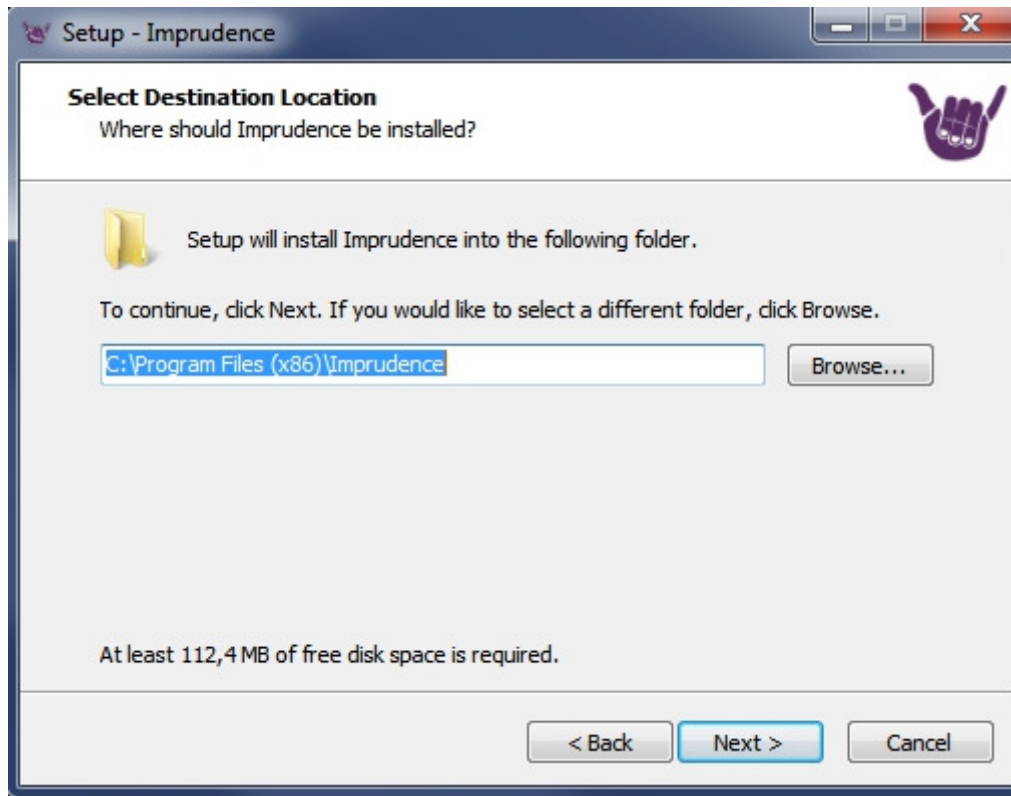 Setup - Imprudence
Select Destination Location
Where should Imprudence be installed?
Setup will install Imprudence into the following folder.
To continue, click Next. If you would like to select a different folder, click Browse.
C:\Program Files (x86)\Imprudence
Browse...
At least 112,4 MB of free disk space is required.
< Back
Next >
Cancel